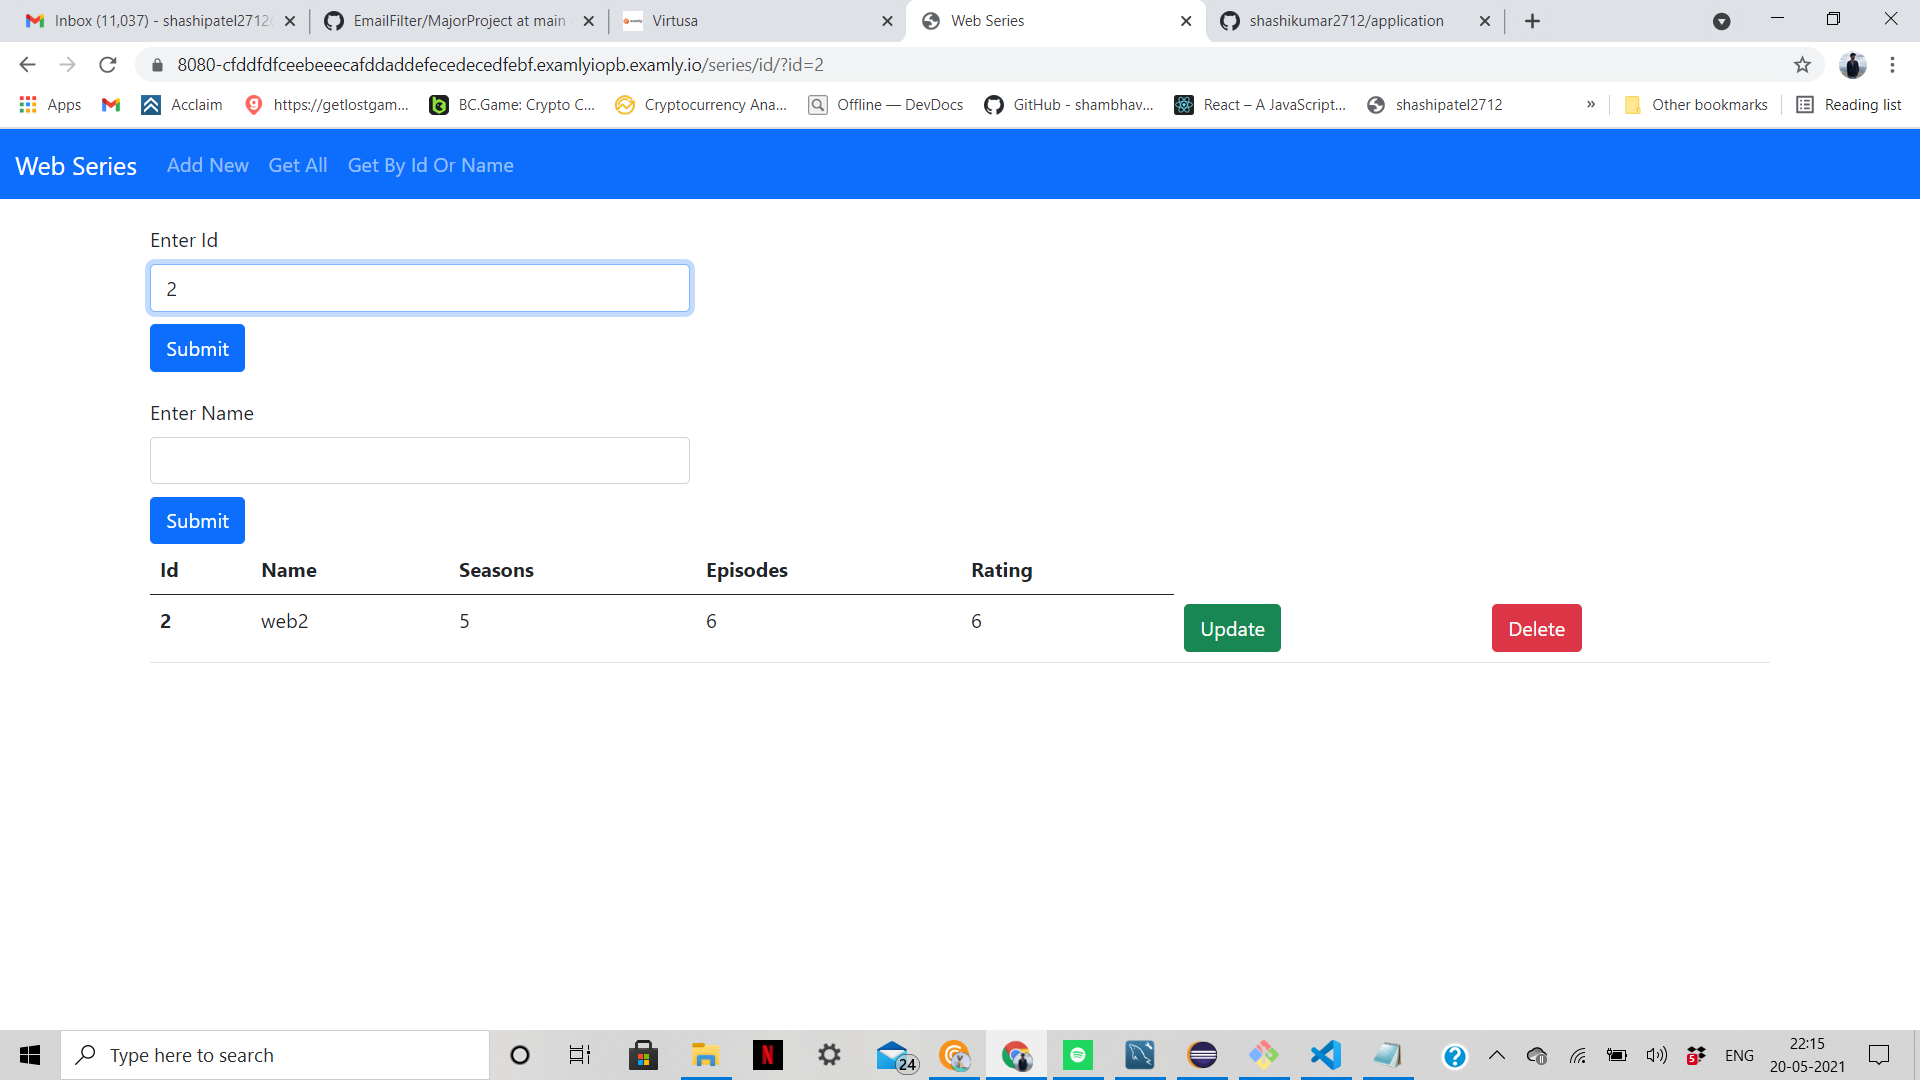 Inbox (11,037) - shashipatel2712
EmailFilter/MajorProject at main
Virtusa
Web Series
shashikumar2712/application
8080-cfddfdfceebeeecafddaddefecedecedfebf.examlyiopb.examly.io/series/id/?id=2
Apps
Acclaim
https://getlostgam...
BC.Game: Crypto C...
Cryptocurrency Ana...
Offline — DevDocs
GitHub - shambhav...
React – A JavaScript...
shashipatel2712
»
Other bookmarks
Reading list
Web Series Add New Get All Get By Id Or Name
Enter Id
2
Submit
Enter Name
Submit
Id Name Seasons Episodes Rating
2 web2 5 6 6 Update Delete
Type here to search
24
5
ENG
22:15
20-05-2021